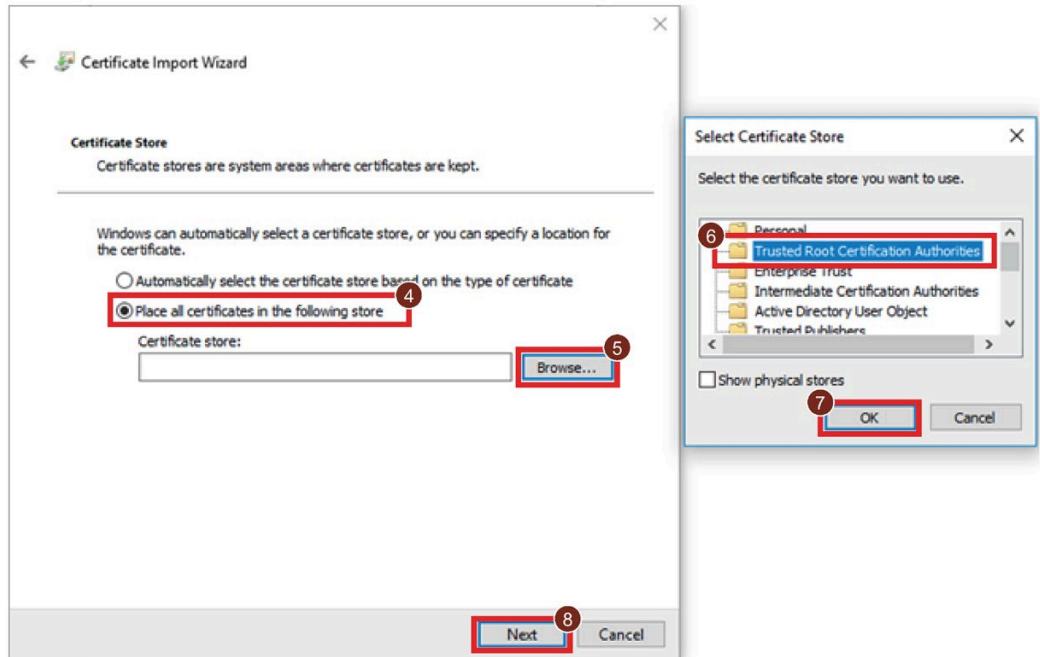 Certificate Import Wizard
Certificate Store
Certificate stores are system areas where certificates are kept.
Windows can automatically select a certificate store, or you can specify a location for
the certificate.
Automatically select the certificate store based on the type of certificate
4
Place all certificates in the following store
Certificate store:
5
Browse...
8
Next
Cancel
Select Certificate Store
Select the certificate store you want to use.
Personal
6
Trusted Root Certification Authorities
Enterprise Trust
Intermediate Certification Authorities
Active Directory User Object
Trusted Publishers
Show physical stores
7
OK
Cancel